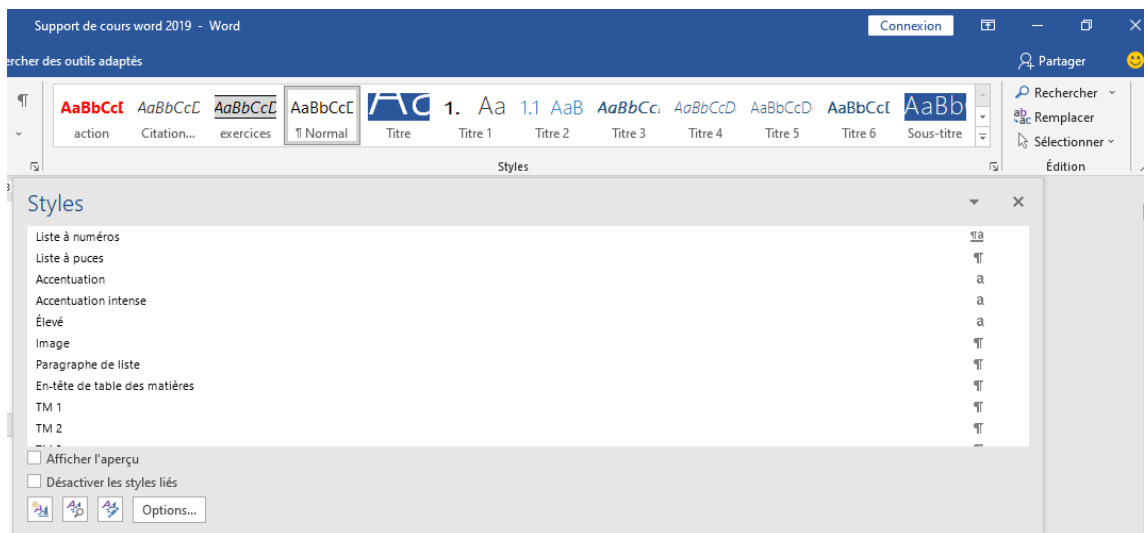 Support de cours word 2019 - Word Connexion
ercher des outils adaptés Partager
¶ AaBbCcI AaBbCcD AaBbCcD AaBbCcD 1. Aa 1.1 AaB AaBbCc AaBbCcD AaBbCcD AaBbCcI AaBb Rechercher
action Citation... exercices ¶ Normal Titre Titre 1 Titre 2 Titre 3 Titre 4 Titre 5 Titre 6 Sous-titre Remplacer
Sélectionner
Styles Édition
Styles
Liste à numéros ¶a
Liste à puces ¶
Accentuation a
Accentuation intense a
Élevé a
Image ¶
Paragraphe de liste ¶
En-tête de table des matières ¶
TM 1 ¶
TM 2 ¶
Afficher l'aperçu
Désactiver les styles liés
Options...